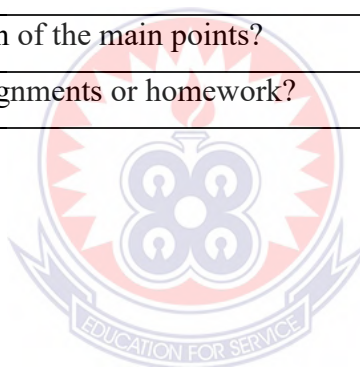 n of the main points?
gnments or homework?
EDUCATION FOR SERVICE